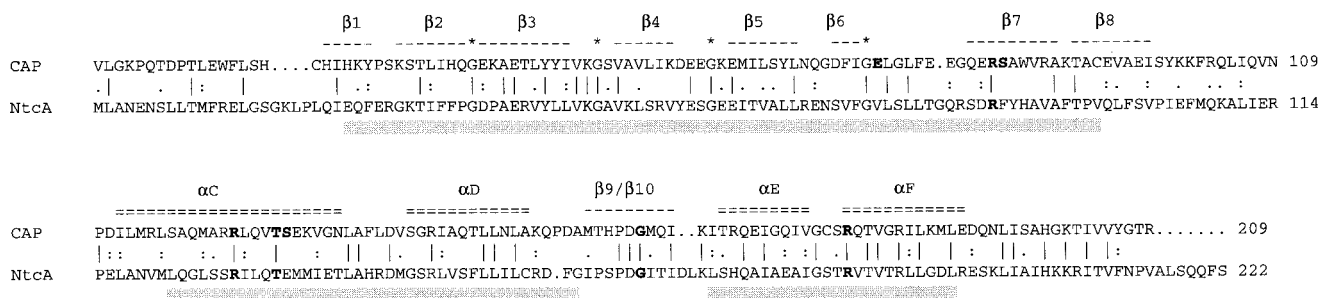 β1 β2 β3 β4 β5 β6 β7 β8
CAP VLGKPQTDPTLEWFLSH....CHIHKYPSKSTLIHQGEKAETLYYIVKGSVAVLIKDEEGKEMILSYLNQGDFIGELGLFE.EGQERSAWVRAKTACEVAEISYKKFRQLIQVN 109
NtcA MLANENSLLTMFRELGSGKLPLQIEQFERGKTIFFPGDPAERVYLLVKGAVKLSRVYESGEEITVALLRENSVFGVLSLLTGQRSDRFYHAVAFTPVQLFSVPIEFMQKALIER 114
αC αD β9/β10 αE αF
CAP PDILMRLSAQMARRLQVTSEKVGNLAFLDVSGRIAQTLLNLAKQPDAMTHPDGMQI..KITRQEIGQIVGCSRQTVGRILKMLEDQNLISAHGKTIVVYGTR....... 209
NtcA PELANVMLQGLSSRILQTEMMIETLAHRDMGSRLVSFLLILCRD.FGIPSPDGITIDLKLSHQAIAEAIGSTRVTVTRLLGDLRESKLIAIHKKRITVFNPVALSQQFS 222